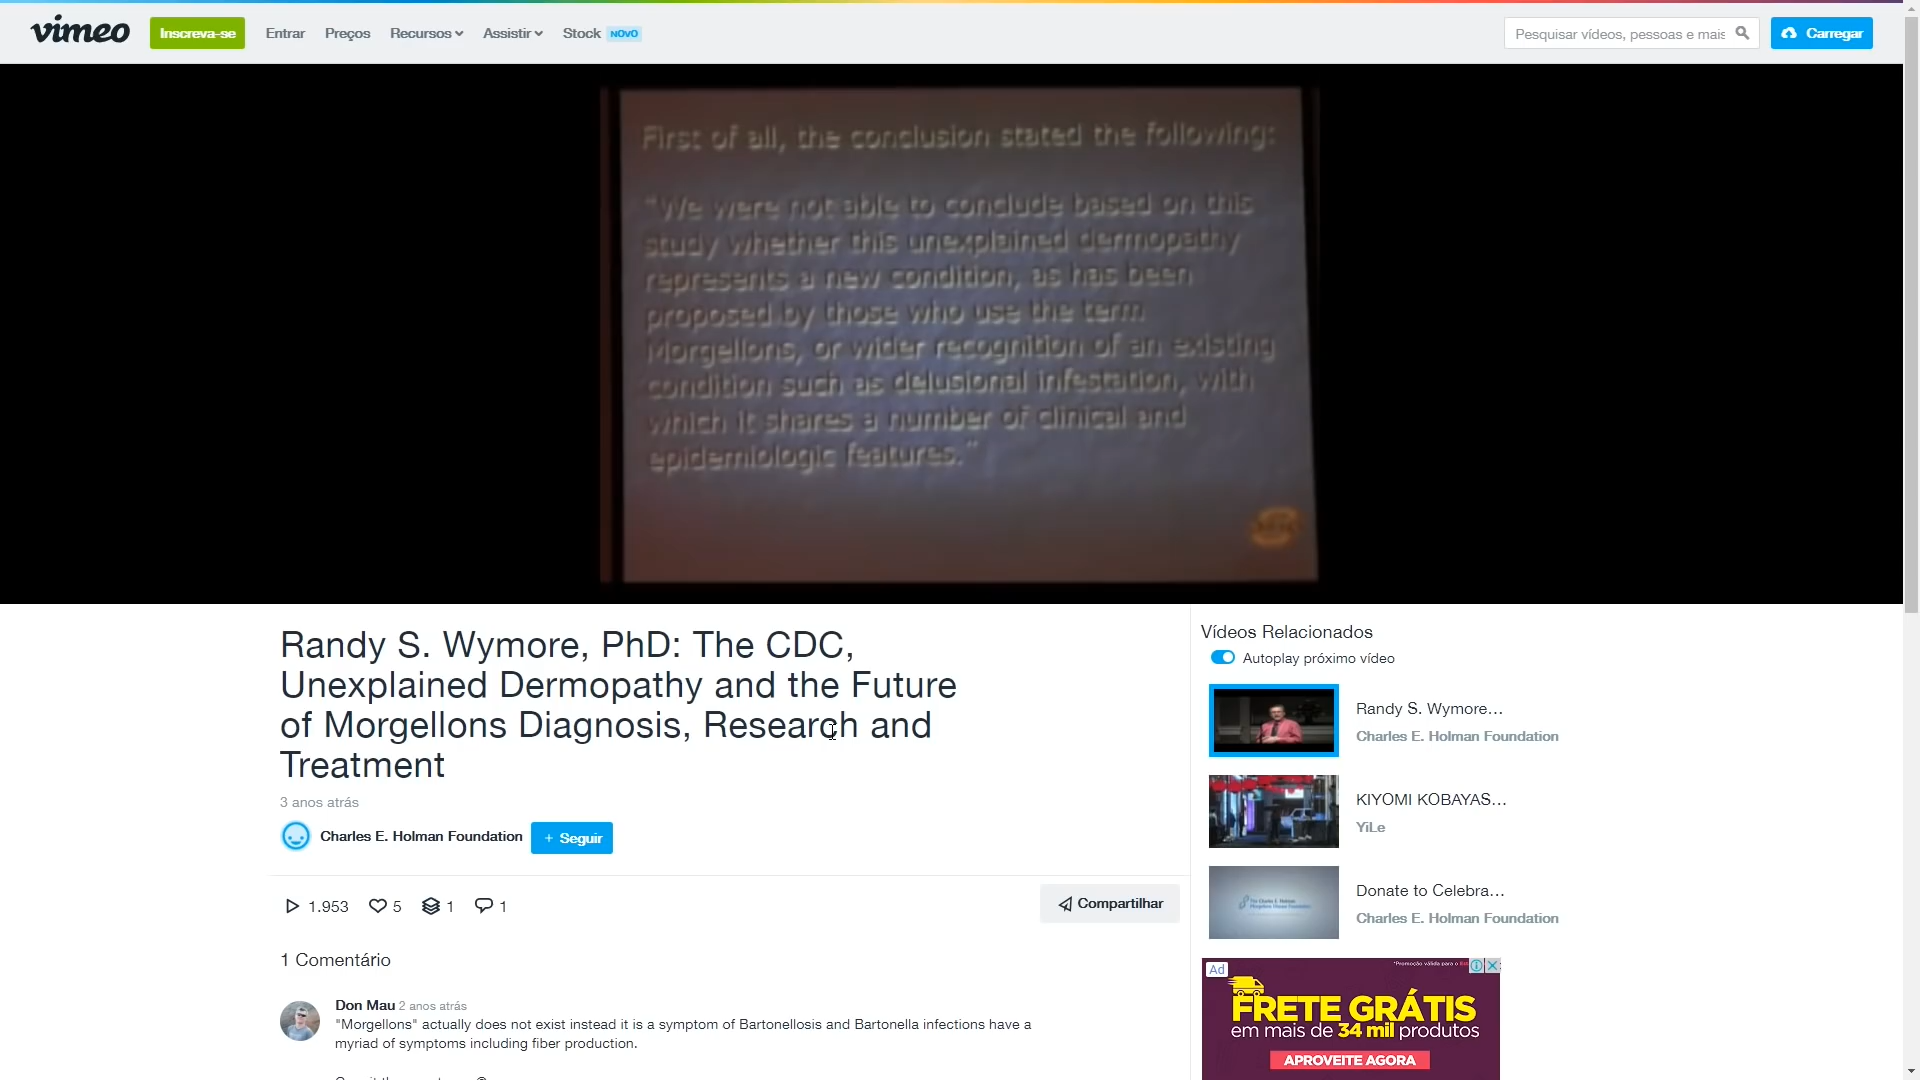 vimeo
Inscreva-se
Entrar
Preços
Recursos
Assistir
Stock NOVO
Pesquisar vídeos, pessoas e mais
Carregar
First of all, the conclusion stated the following:
"We were not able to conclude based on this
study whether this unexplained dermopathy
represents a new condition, as has been
proposed by those who use the term
Morgellons, or wider recognition of an existing
condition such as delusional infestation, with
which it shares a number of clinical and
epidemiologic features."
Randy S. Wymore, PhD: The CDC,
Unexplained Dermopathy and the Future
of Morgellons Diagnosis, Research and
Treatment
3 anos atrás
Charles E. Holman Foundation
+ Seguir
1.953
5
1
1
Compartilhar
1 Comentário
Don Mau 2 anos atrás
"Morgellons" actually does not exist instead it is a symptom of Bartonellosis and Bartonella infections have a
myriad of symptoms including fiber production.
Vídeos Relacionados
Autoplay próximo vídeo
Randy S. Wymore...
Charles E. Holman Foundation
KIYOMI KOBAYAS...
YiLe
Donate to Celebra...
Charles E. Holman Foundation
Ad
FRETE GRÁTIS
em mais de 34 mil produtos
APROVEITE AGORA